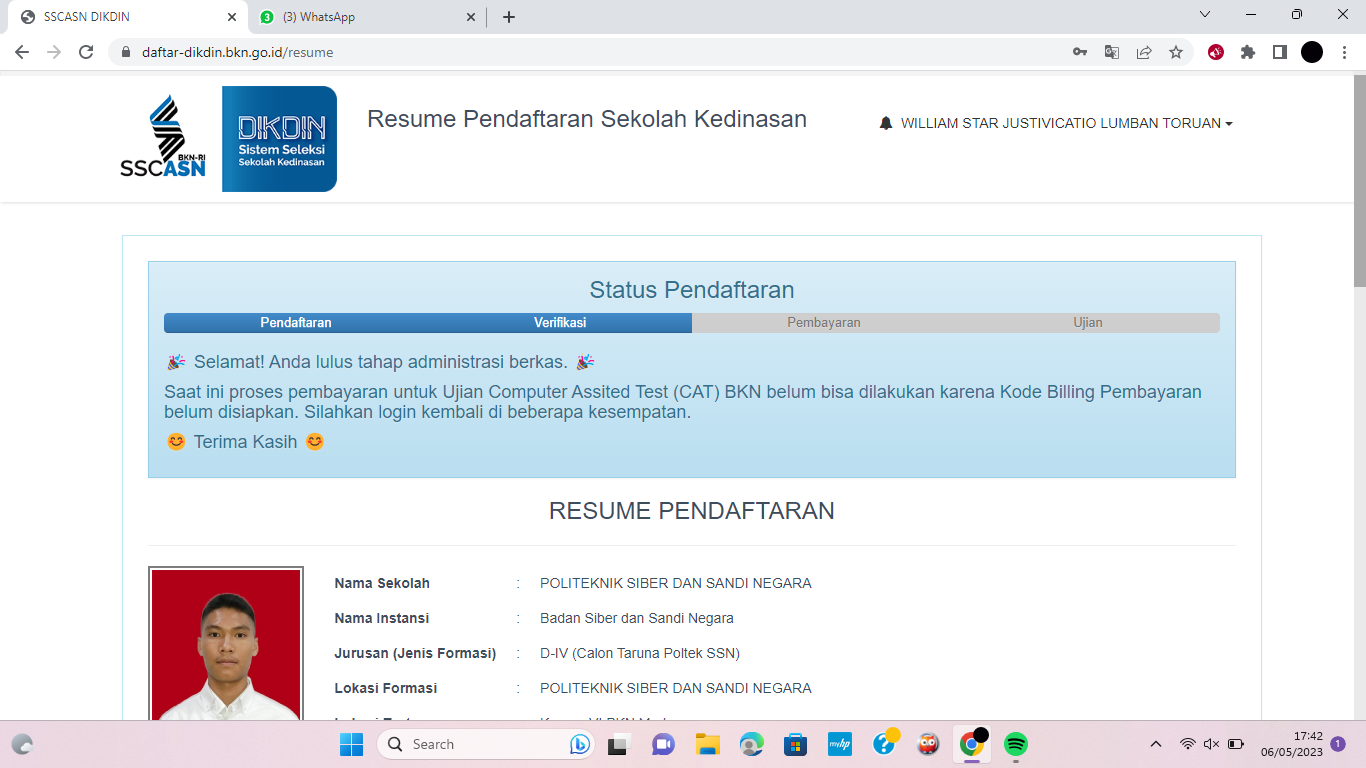 SSCASN DIKDIN
(3) WhatsApp
daftar-dikdin.bkn.go.id/resume
BKN-RI
SSCASN
DIKDIN
Sistem Seleksi
Sekolah Kedinasan
Resume Pendaftaran Sekolah Kedinasan
WILLIAM STAR JUSTIVICATIO LUMBAN TORUAN
Status Pendaftaran
Pendaftaran Verifikasi Pembayaran Ujian
Selamat! Anda lulus tahap administrasi berkas.
Saat ini proses pembayaran untuk Ujian Computer Assited Test (CAT) BKN belum bisa dilakukan karena Kode Billing Pembayaran
belum disiapkan. Silahkan login kembali di beberapa kesempatan.
Terima Kasih
RESUME PENDAFTARAN
Nama Sekolah : POLITEKNIK SIBER DAN SANDI NEGARA
Nama Instansi : Badan Siber dan Sandi Negara
Jurusan (Jenis Formasi) : D-IV (Calon Taruna Poltek SSN)
Lokasi Formasi : POLITEKNIK SIBER DAN SANDI NEGARA
Search
myhp
17:42
06/05/2023
1